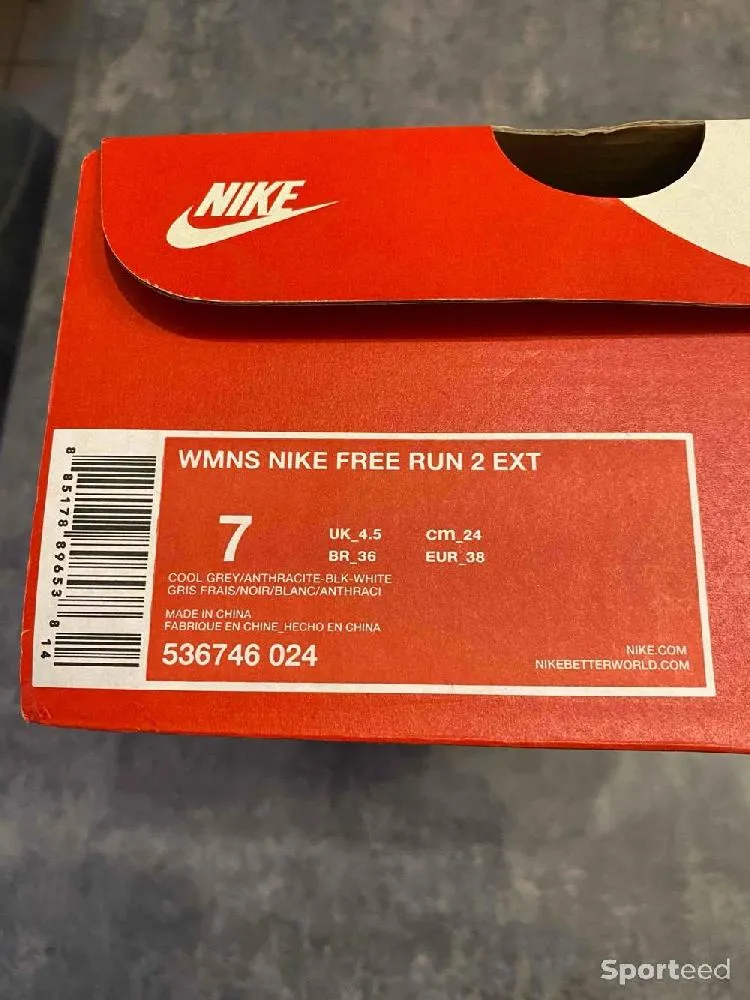 NIKE
WMNS NIKE FREE RUN 2 EXT
7
UK_4.5 cm_24
BR_36 EUR_38
COOL GREY/ANTHRACITE-BLK-WHITE
GRIS FRAIS/NOIR/BLANC/ANTHRACI
MADE IN CHINA
FABRIQUE EN CHINE_HECHO EN CHINA
536746 024
NIKE.COM
NIKEBETTERWORLD.COM
8 85178 89653 8 14
Sporteed